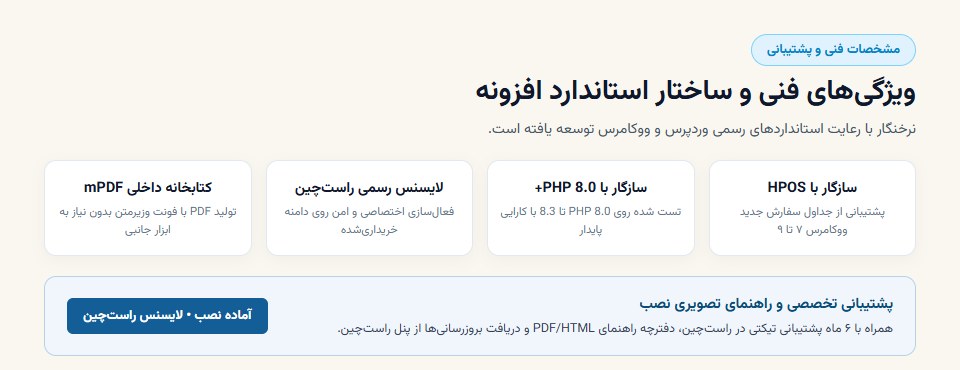 مشخصات فنی و پشتیبانی
ویژگی‌های فنی و ساختار استاندارد افزونه
نرخنگار با رعایت استانداردهای رسمی وردپرس و ووکامرس توسعه یافته است.
سازگار با HPOS
پشتیبانی از جداول سفارش جدید
ووکامرس ۷ تا ۹
سازگار با PHP 8.0+
تست شده روی PHP 8.0 تا 8.3 با کارایی
پایدار
لایسنس رسمی راست‌چین
فعال‌سازی اختصاصی و امن روی دامنه
خریداری‌شده
کتابخانه داخلی mPDF
تولید PDF با فونت وزیرمتن بدون نیاز به
ابزار جانبی
پشتیبانی تخصصی و راهنمای تصویری نصب
همراه با ۶ ماه پشتیبانی تیکتی در راست‌چین، دفترچه راهنمای PDF/HTML و دریافت بروزرسانی‌ها از پنل راست‌چین.
آماده نصب • لایسنس راست‌چین